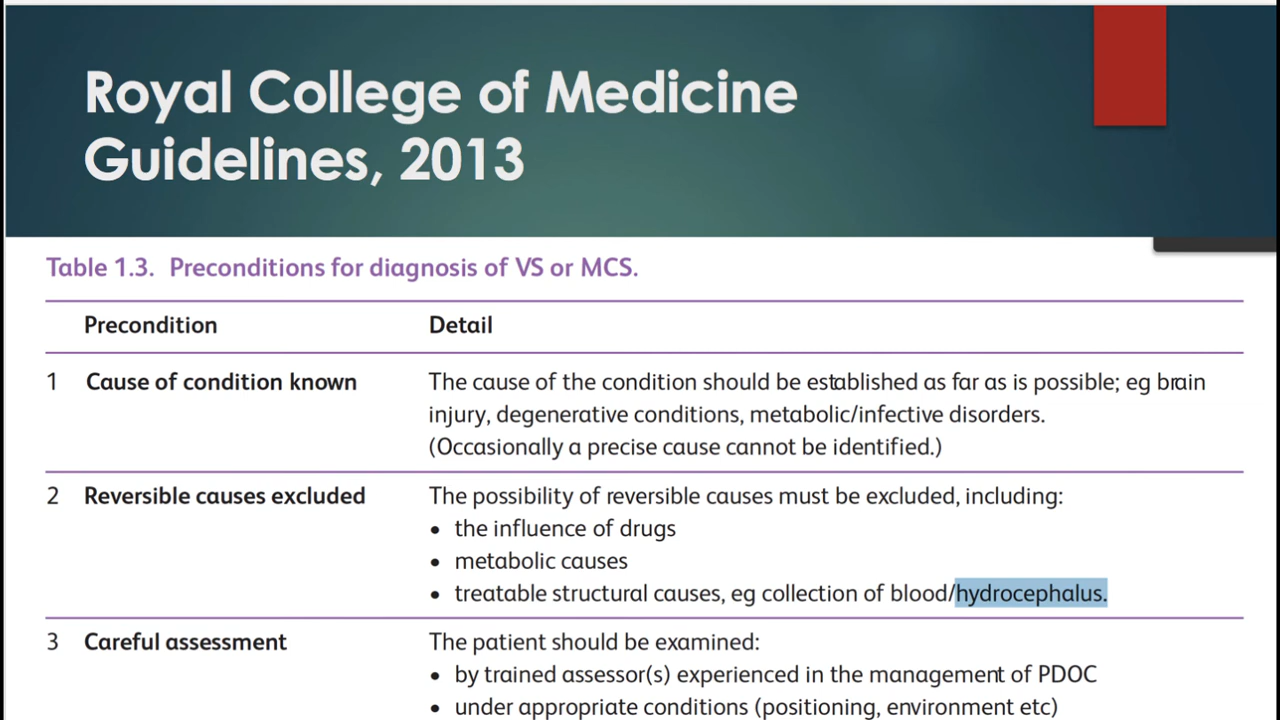 Royal College of Medicine
Guidelines, 2013
Table 1.3. Preconditions for diagnosis of VS or MCS.
Precondition Detail
1 Cause of condition known The cause of the condition should be established as far as is possible; eg brain
injury, degenerative conditions, metabolic/infective disorders.
(Occasionally a precise cause cannot be identified.)
2 Reversible causes excluded The possibility of reversible causes must be excluded, including:
• the influence of drugs
• metabolic causes
• treatable structural causes, eg collection of blood/hydrocephalus.
3 Careful assessment The patient should be examined:
• by trained assessor(s) experienced in the management of PDOC
• under appropriate conditions (positioning, environment etc)